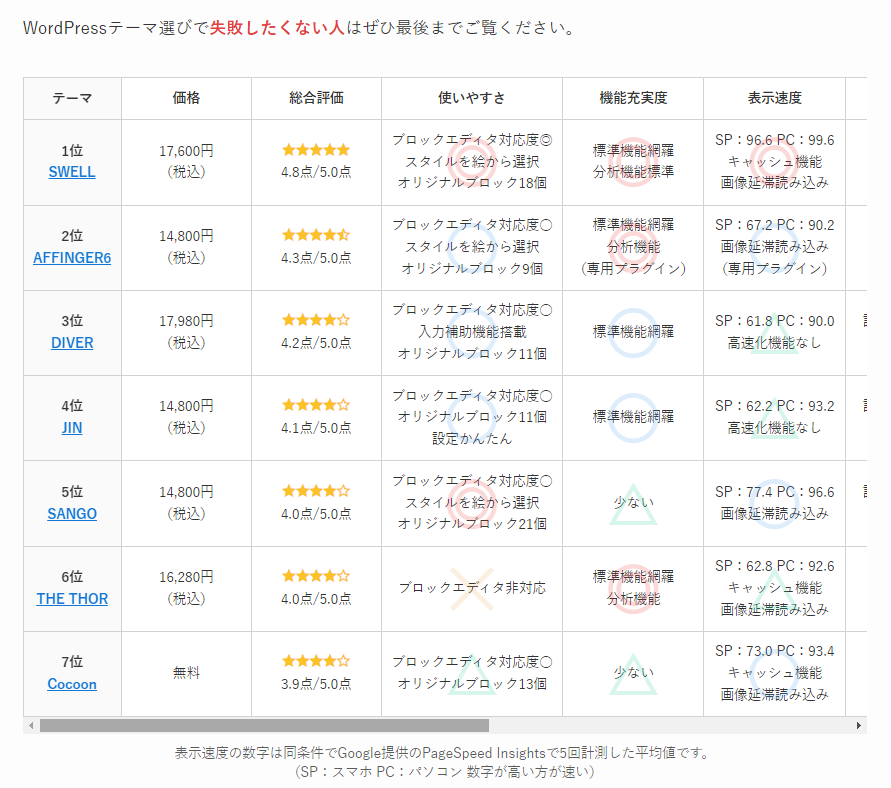 WordPressテーマ選びで失敗したくない人はぜひ最後までご覧ください。
テーマ 価格 総合評価 使いやすさ 機能充実度 表示速度
1位
SWELL
17,600円
(税込)
4.8点/5.0点
ブロックエディタ対応度◎
スタイルを絵から選択
オリジナルブロック18個
標準機能網羅
分析機能標準
SP:96.6 PC:99.6
キャッシュ機能
画像延滞読み込み
2位
AFFINGER6
14,800円
(税込)
4.3点/5.0点
ブロックエディタ対応度〇
スタイルを絵から選択
オリジナルブロック9個
標準機能網羅
分析機能
(専用プラグイン)
SP:67.2 PC:90.2
画像延滞読み込み
(専用プラグイン)
3位
DIVER
17,980円
(税込)
4.2点/5.0点
ブロックエディタ対応度〇
入力補助機能搭載
オリジナルブロック11個
標準機能網羅
SP:61.8 PC:90.0
高速化機能なし
4位
JIN
14,800円
(税込)
4.1点/5.0点
ブロックエディタ対応度〇
オリジナルブロック11個
設定かんたん
標準機能網羅
SP:62.2 PC:93.2
高速化機能なし
5位
SANGO
14,800円
(税込)
4.0点/5.0点
ブロックエディタ対応度〇
スタイルを絵から選択
オリジナルブロック21個
少ない
SP:77.4 PC:96.6
画像延滞読み込み
6位
THE THOR
16,280円
(税込)
4.0点/5.0点
ブロックエディタ非対応
標準機能網羅
分析機能
SP:62.8 PC:92.6
キャッシュ機能
画像延滞読み込み
7位
Cocoon
無料
3.9点/5.0点
ブロックエディタ対応度〇
オリジナルブロック13個
少ない
SP:73.0 PC:93.4
キャッシュ機能
画像延滞読み込み
表示速度の数字は同条件でGoogle提供のPageSpeed Insightsで5回計測した平均値です。
(SP:スマホ PC:パソコン 数字が高い方が速い)